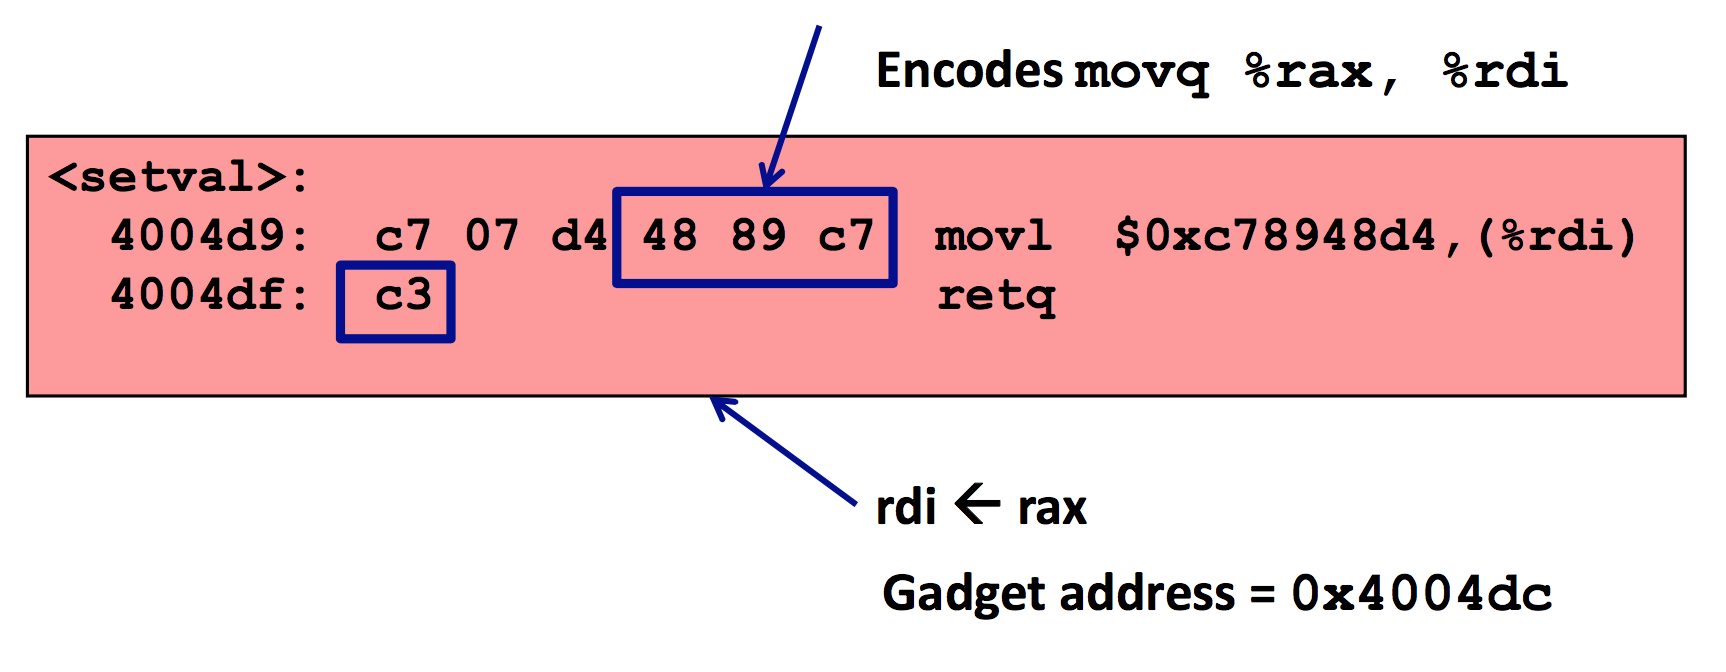 Encodes movq %rax, %rdi
<setval>:
4004d9: c7 07 d4 48 89 c7 movl $0xc78948d4,(%rdi)
4004df: c3 retq
rdi ← rax
Gadget address = 0x4004dc